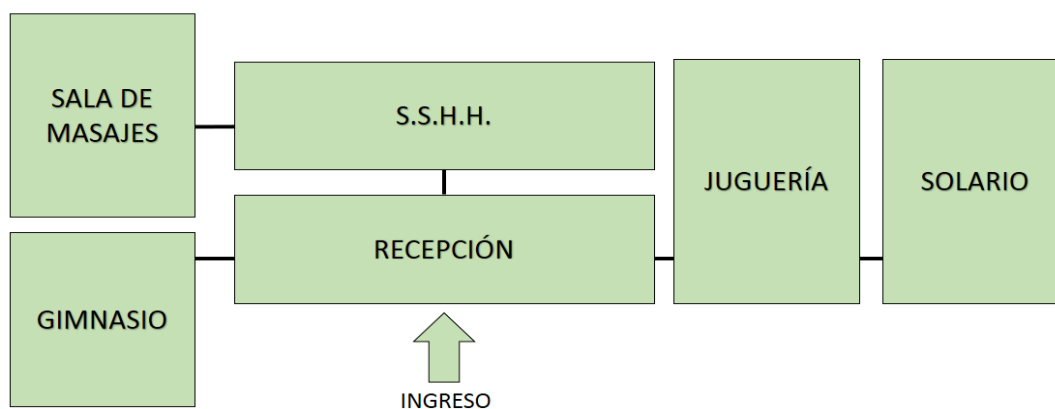 SALA DE
MASAJES
S.S.H.H.
JUGUERÍA
SOLARIO
RECEPCIÓN
GIMNASIO
INGRESO